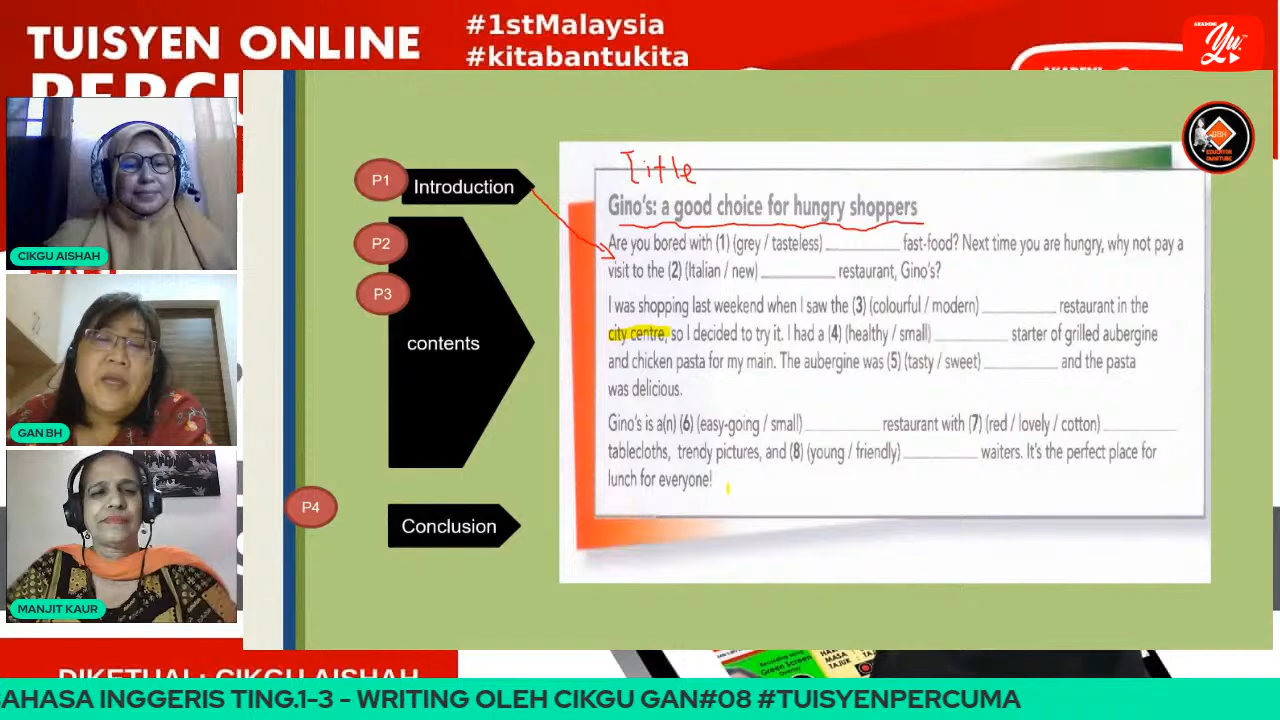 TUISYEN ONLINE
#1stMalaysia
#kitabantukita
AKADEMI
Yu
CIKGU AISHAH
GAN BH
MANJIT KAUR
P1
Introduction
P2
P3
contents
P4
Conclusion
GBH
EDUCATOR
Title
Gino's: a good choice for hungry shoppers
Are you bored with (1) (grey / tasteless) __________ fast-food? Next time you are hungry, why not pay a
visit to the (2) (Italian / new) __________ restaurant, Gino's?
I was shopping last weekend when I saw the (3) (colourful / modern) __________ restaurant in the
city centre, so I decided to try it. I had a (4) (healthy / small) __________ starter of grilled aubergine
and chicken pasta for my main. The aubergine was (5) (tasty / sweet) __________ and the pasta
was delicious.
Gino's is a(n) (6) (easy-going / small) __________ restaurant with (7) (red / lovely / cotton) __________
tablecloths, trendy pictures, and (8) (young / friendly) __________ waiters. It's the perfect place for
lunch for everyone!
DIKETUAI : CIKGU AISHAH
AHASA INGGERIS TING.1-3 - WRITING OLEH CIKGU GAN#08 #TUISYENPERCUMA